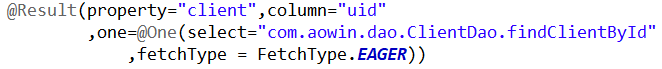 @Result(property="client",column="uid"
,one=@One(select="com.aowin.dao.ClientDao.findClientById"
,fetchType = FetchType.EAGER))